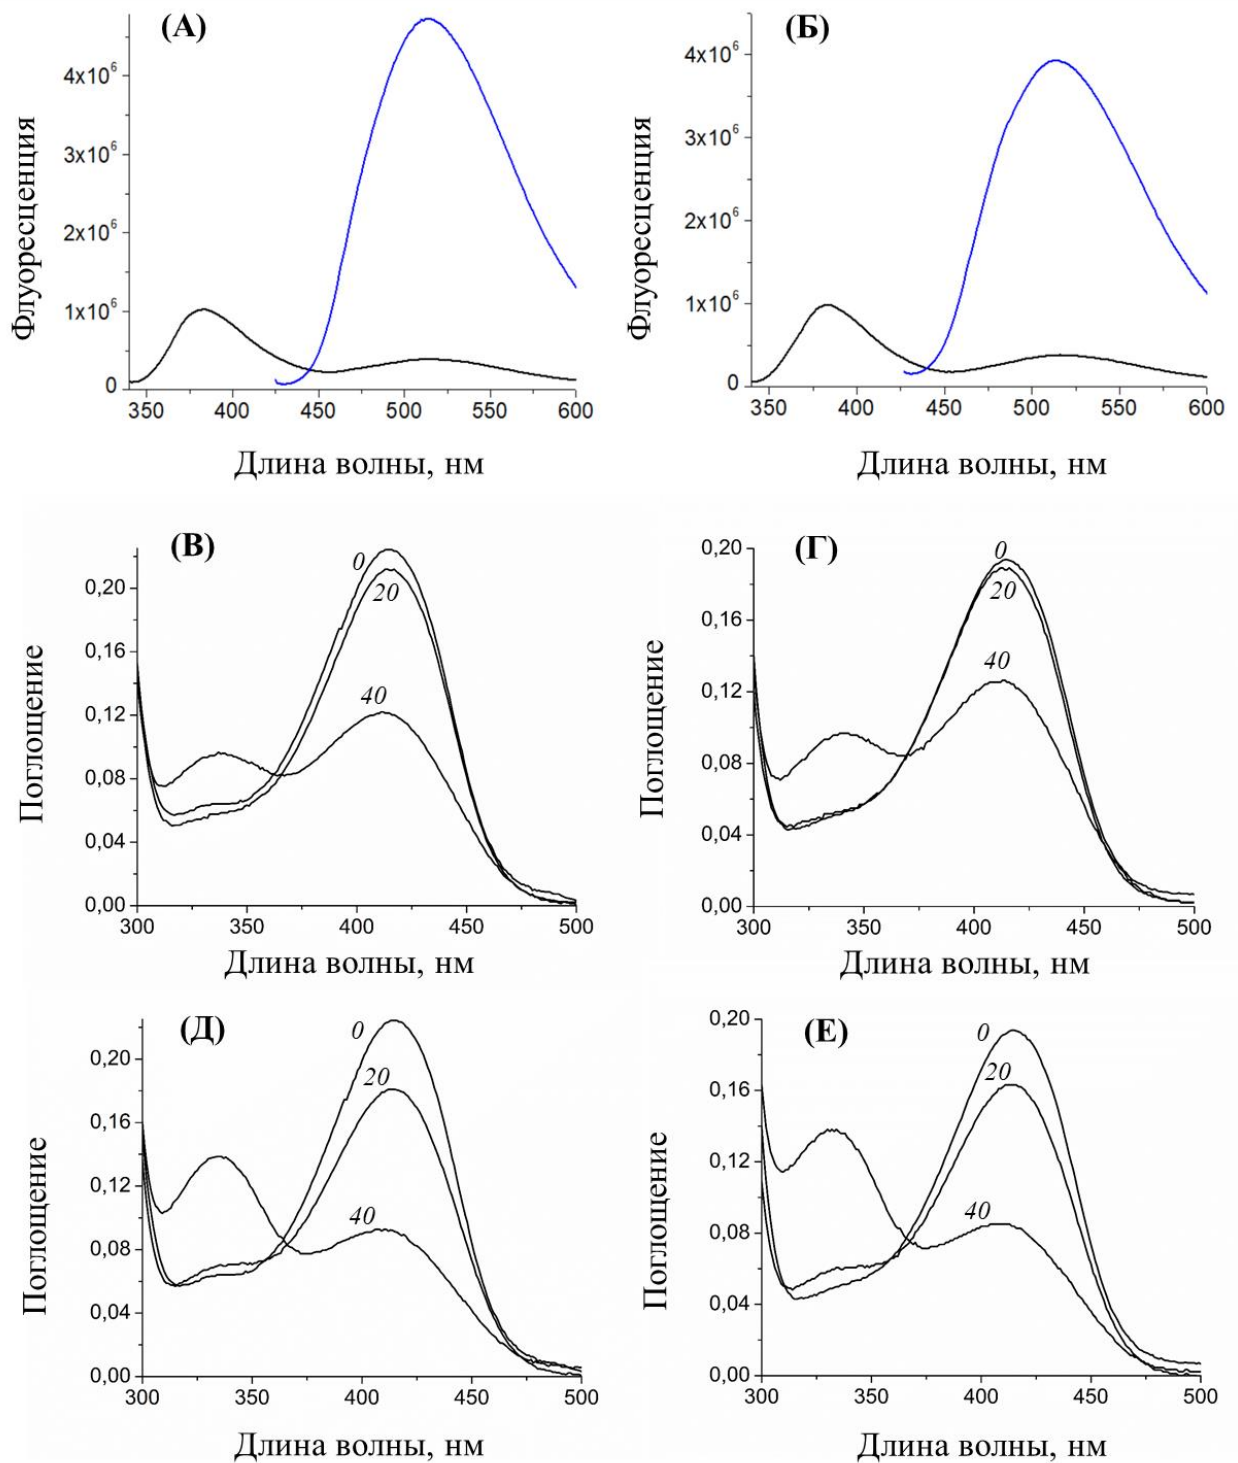 (А)
Флуоресценция
4x10⁶
3x10⁶
2x10⁶
1x10⁶
0
350 400 450 500 550 600
Длина волны, нм
(Б)
Флуоресценция
4x10⁶
3x10⁶
2x10⁶
1x10⁶
0
350 400 450 500 550 600
Длина волны, нм
(В)
Поглощение
0,20
0,16
0,12
0,08
0,04
0,00
0
20
40
300 350 400 450 500
Длина волны, нм
(Г)
Поглощение
0,20
0,16
0,12
0,08
0,04
0,00
0
20
40
300 350 400 450 500
Длина волны, нм
(Д)
Поглощение
0,20
0,16
0,12
0,08
0,04
0,00
0
20
40
300 350 400 450 500
Длина волны, нм
(Е)
Поглощение
0,20
0,16
0,12
0,08
0,04
0,00
0
20
40
300 350 400 450 500
Длина волны, нм